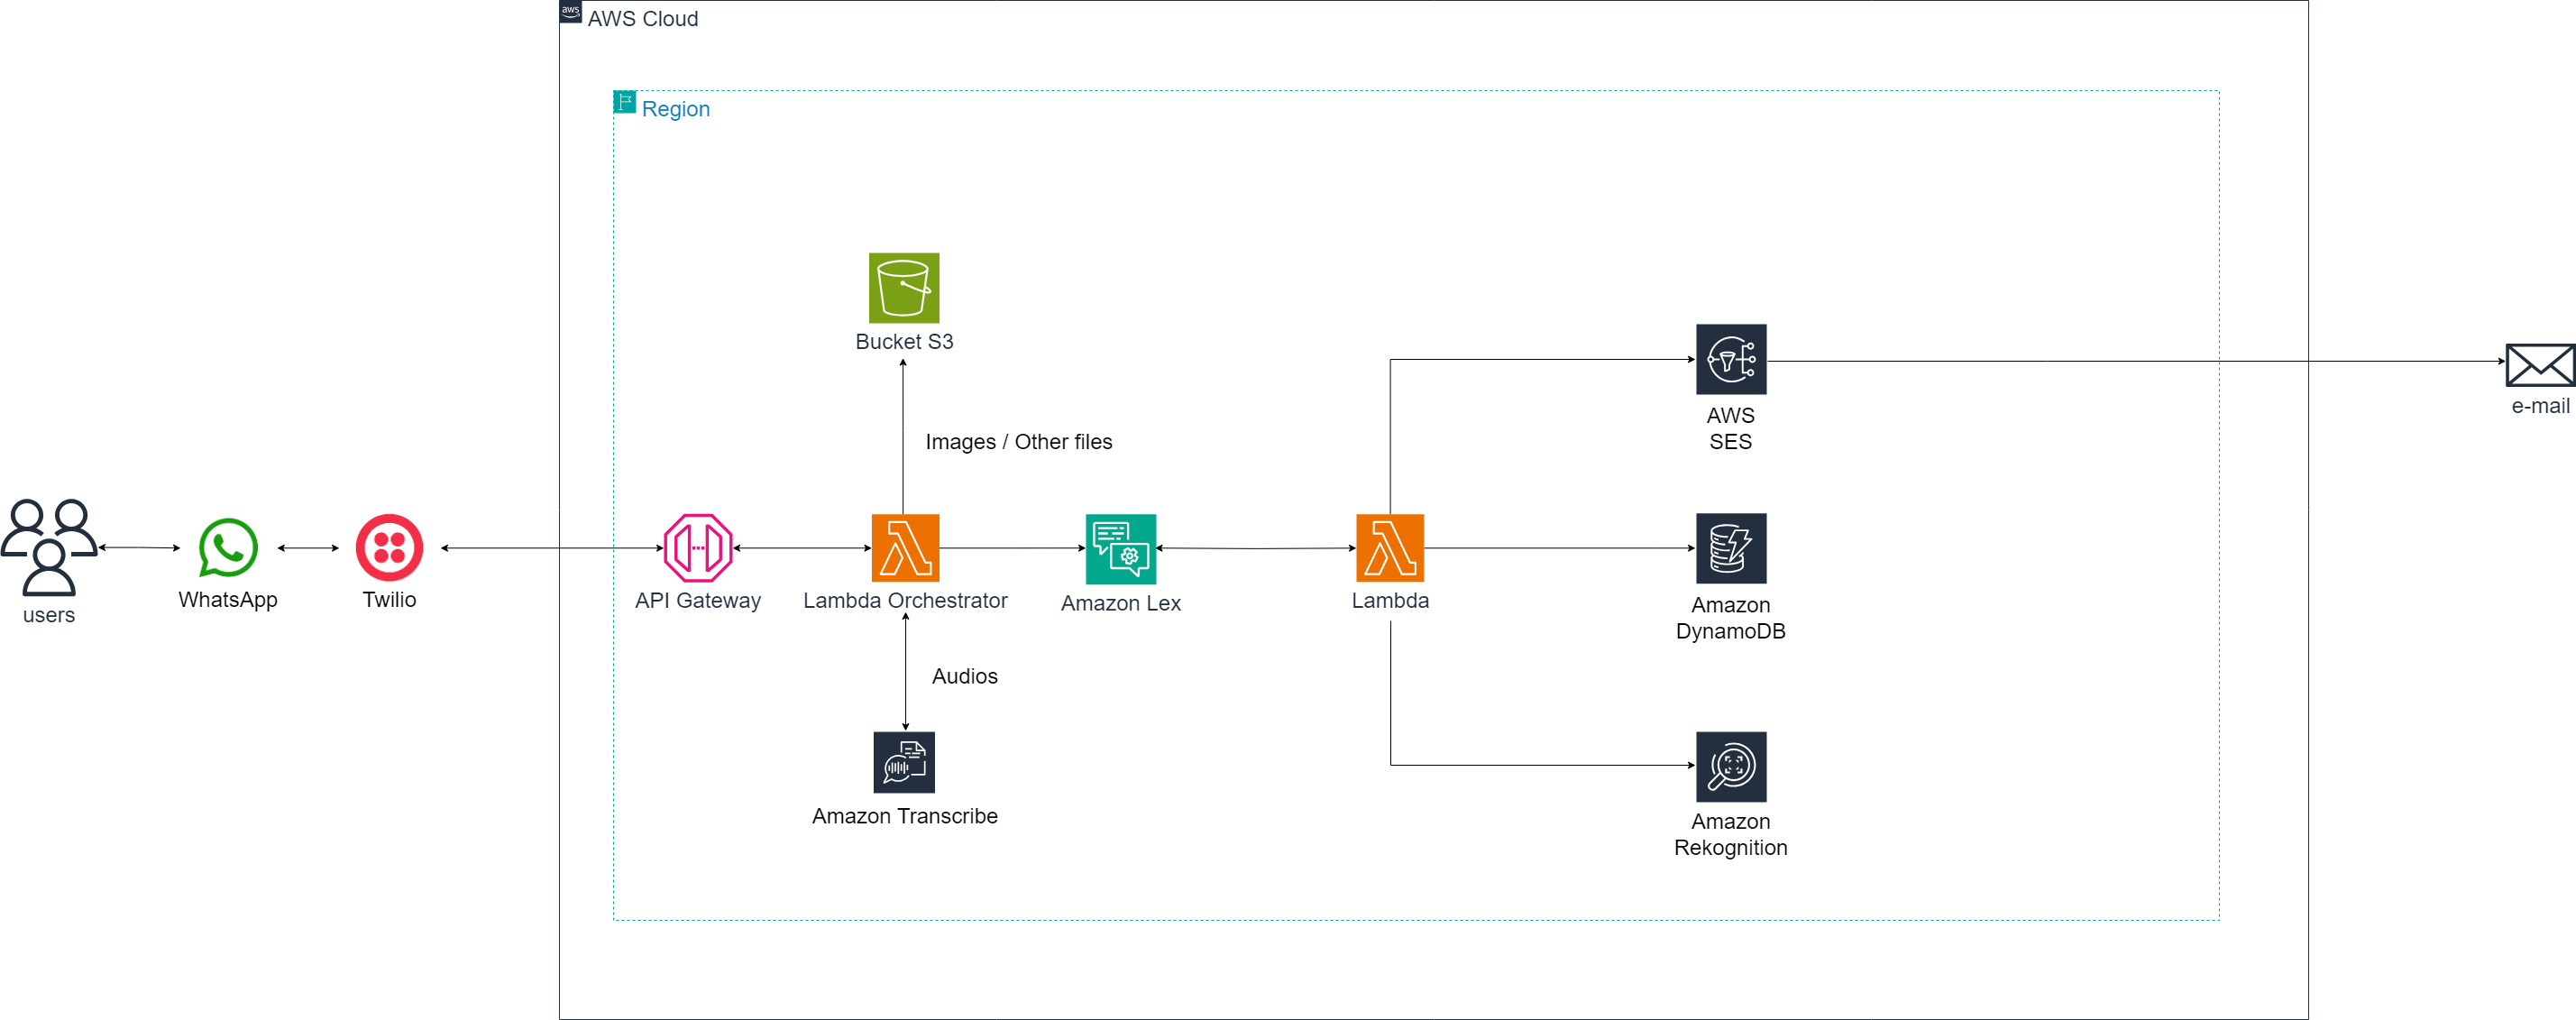 aws
AWS Cloud
Region
Bucket S3
Images / Other files
AWS
SES
e-mail
users
WhatsApp
Twilio
API Gateway
Lambda Orchestrator
Amazon Lex
Lambda
Amazon
DynamoDB
Audios
Amazon Transcribe
Amazon
Rekognition